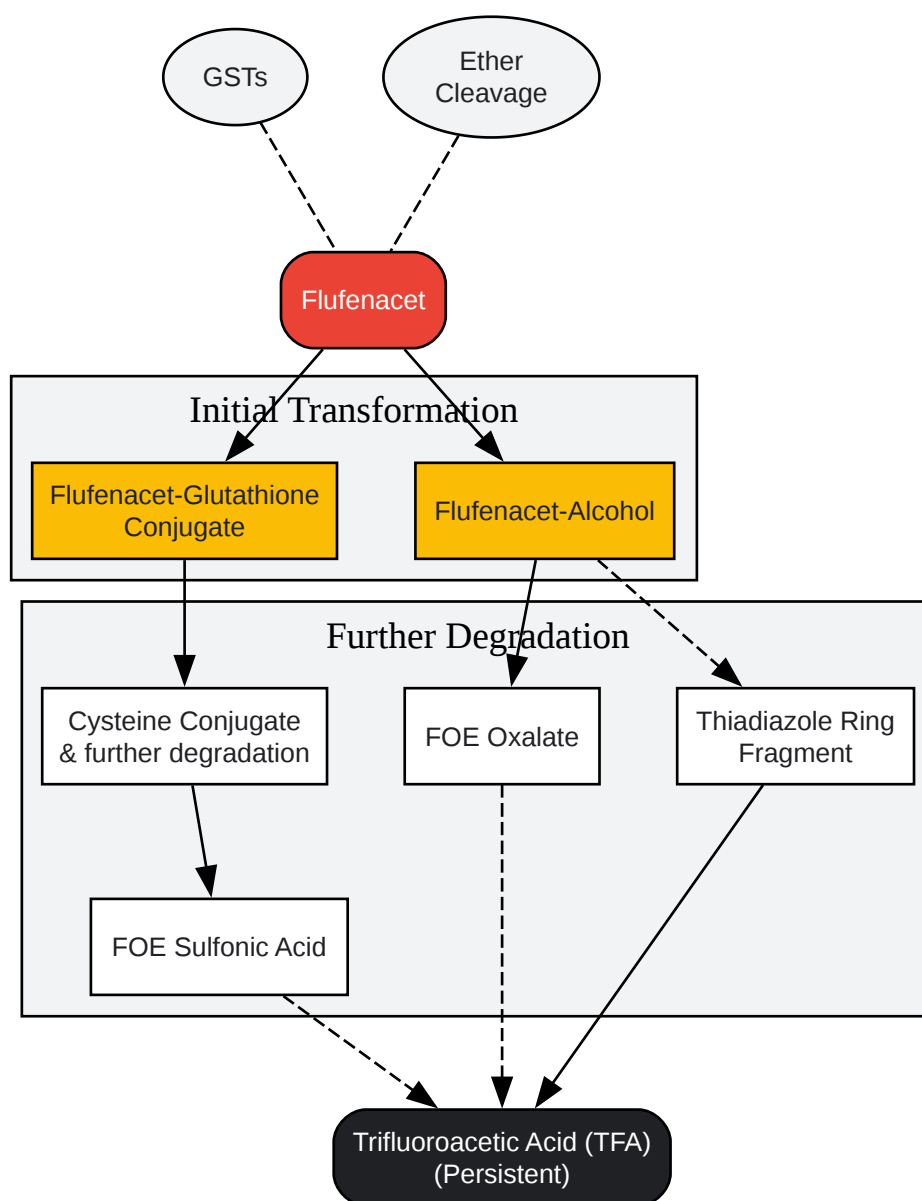 GSTs
Ether
Cleavage
Flufenacet
Initial Transformation
Flufenacet-Glutathione
Conjugate
Flufenacet-Alcohol
Further Degradation
Cysteine Conjugate
& further degradation
FOE Oxalate
Thiadiazole Ring
Fragment
FOE Sulfonic Acid
Trifluoroacetic Acid (TFA)
(Persistent)